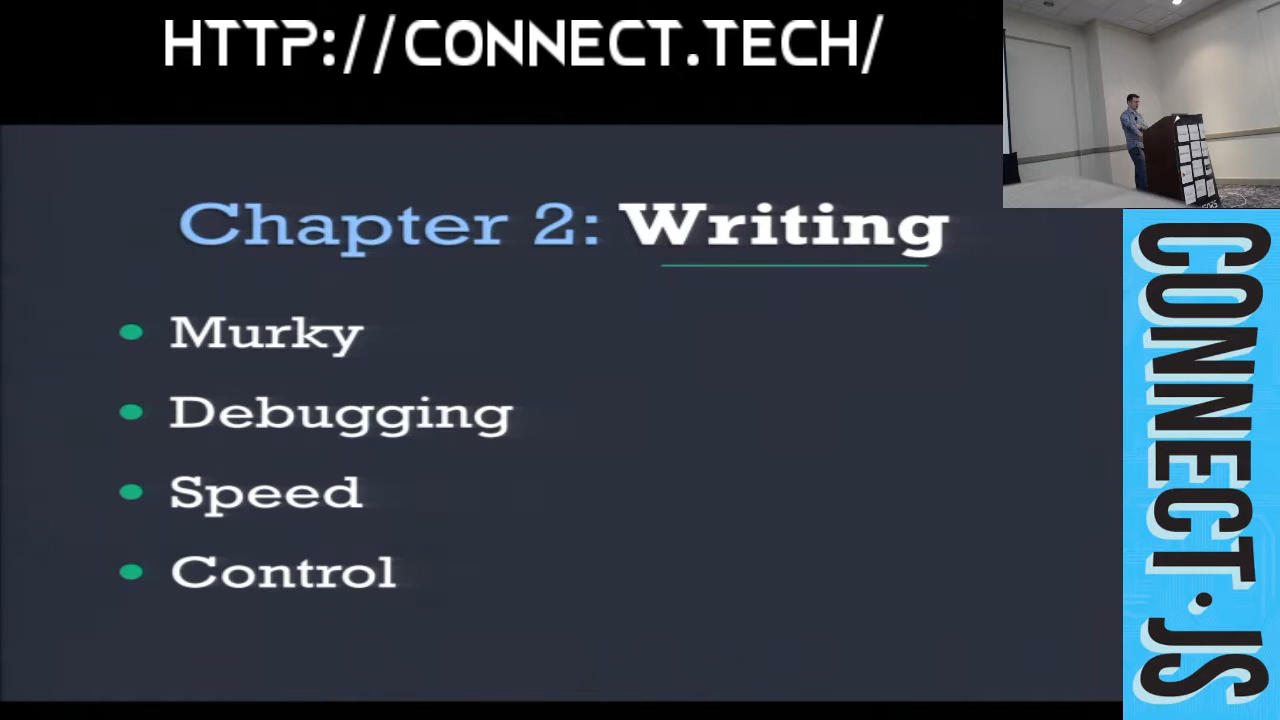 HTTP://CONNECT.TECH/
Chapter 2: Writing
Murky
Debugging
Speed
Control
CONNECT.JS